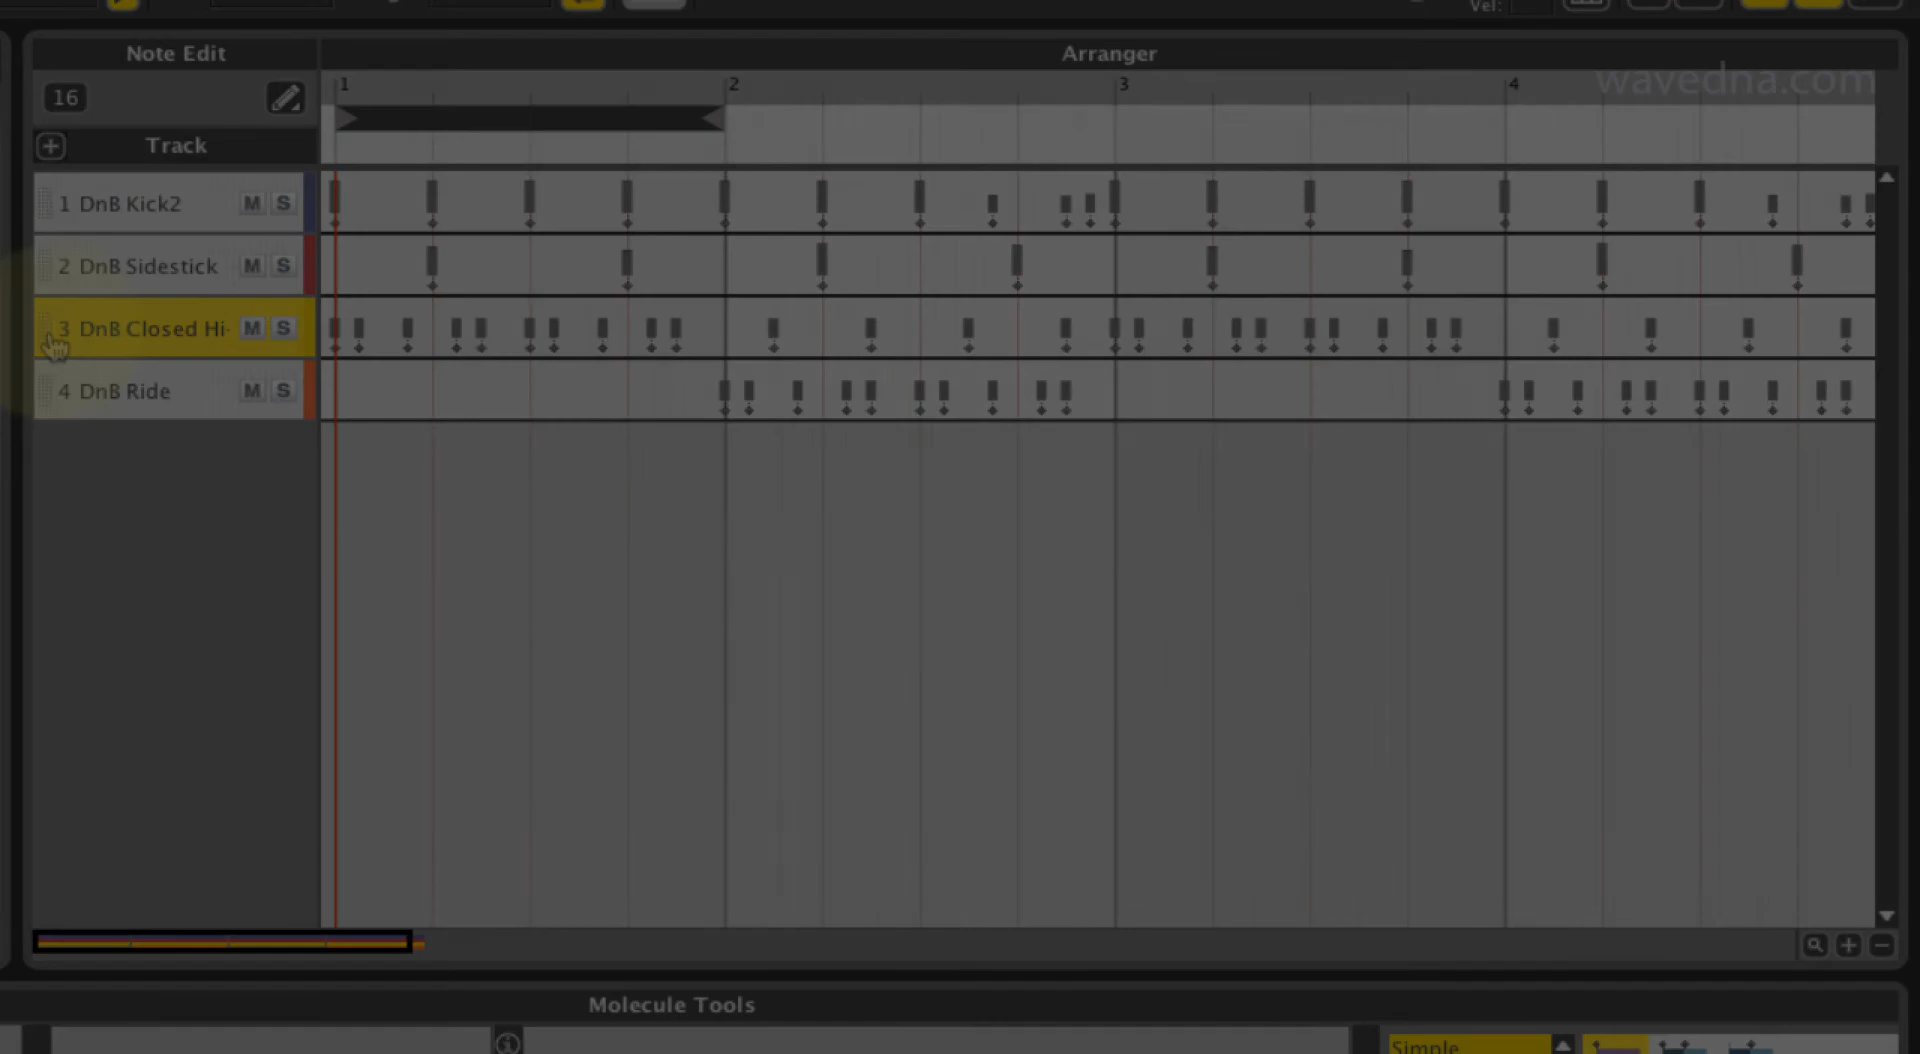 Vel:
Note Edit
Arranger
16
1
2
3
4
wavedna.com
Track
1 DnB Kick2 M S
2 DnB Sidestick M S
3 DnB Closed Hi- M S
4 DnB Ride M S
Molecule Tools
Simple